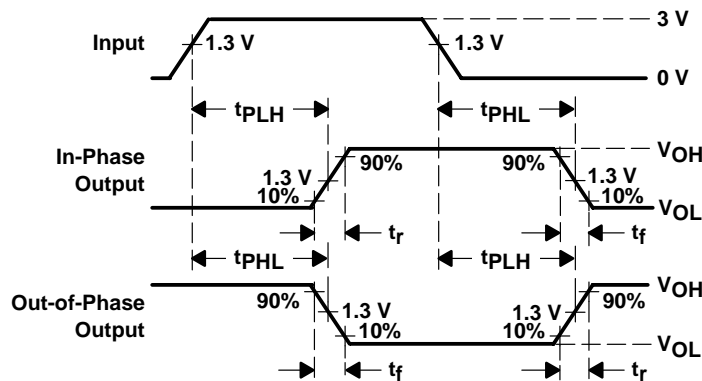 3 V
Input
1.3 V
1.3 V
0 V
tPLH
tPHL
In-Phase
Output
90%
90%
VOH
1.3 V
1.3 V
10%
10%
VOL
tr
tf
tPHL
tPLH
Out-of-Phase
Output
90%
90%
VOH
1.3 V
1.3 V
10%
10%
VOL
tf
tr